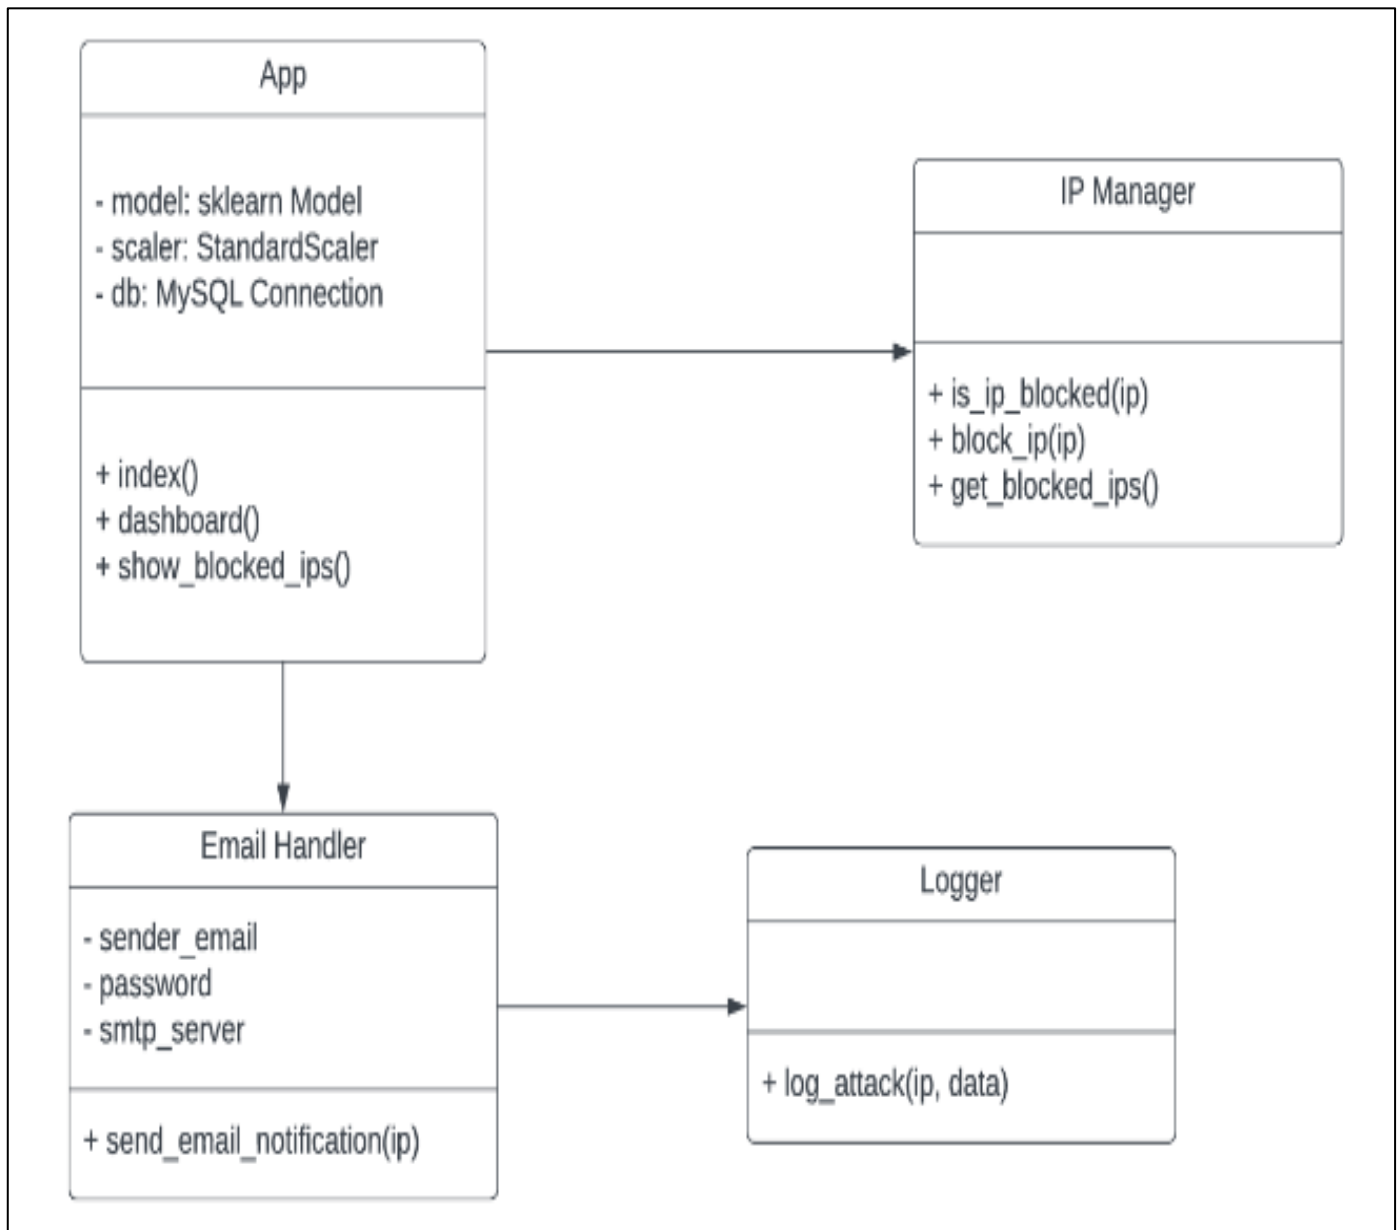 App
- model: sklearn Model
- scaler: StandardScaler
- db: MySQL Connection
+ index()
+ dashboard()
+ show_blocked_ips()
IP Manager
+ is_ip_blocked(ip)
+ block_ip(ip)
+ get_blocked_ips()
Email Handler
- sender_email
- password
- smtp_server
+ send_email_notification(ip)
Logger
+ log_attack(ip, data)